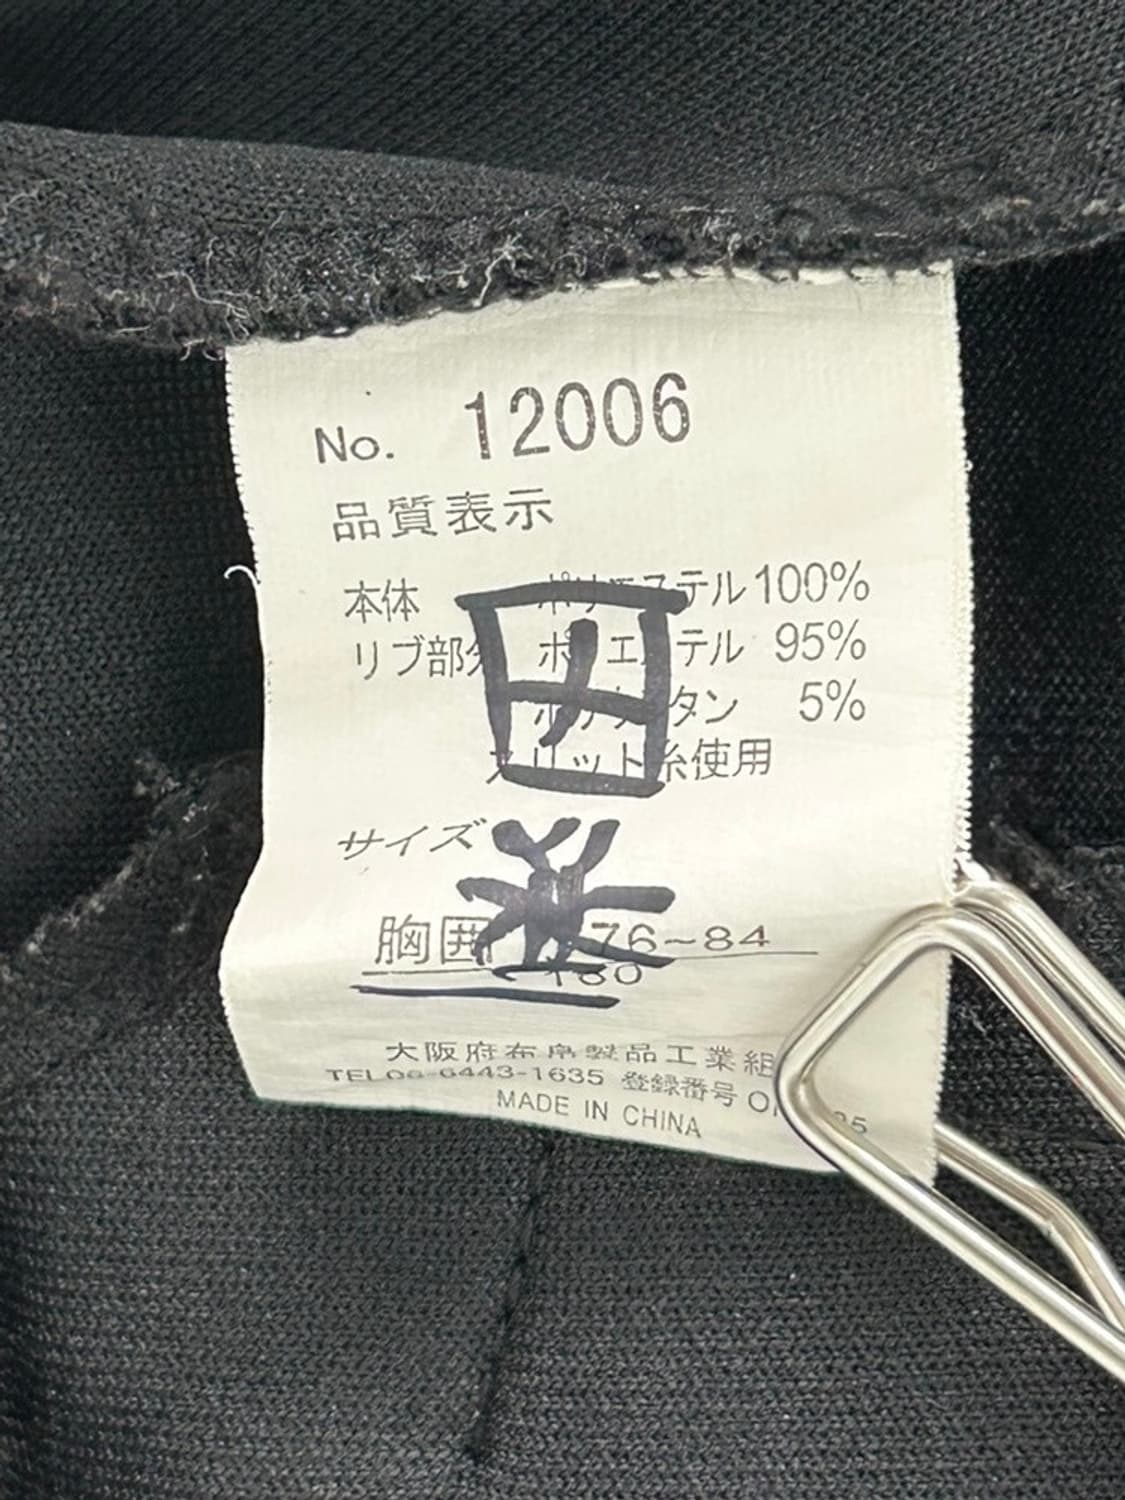 No. 12006
品質表示
本体 ポリエステル100%
リブ部分 ポリエステル 95%
ポリウレタン 5%
スリット糸使用
サイズ
胸囲 76~84
大阪府布帛製品工業組
TEL06-6443-1635 登録番号
MADE IN CHINA
田